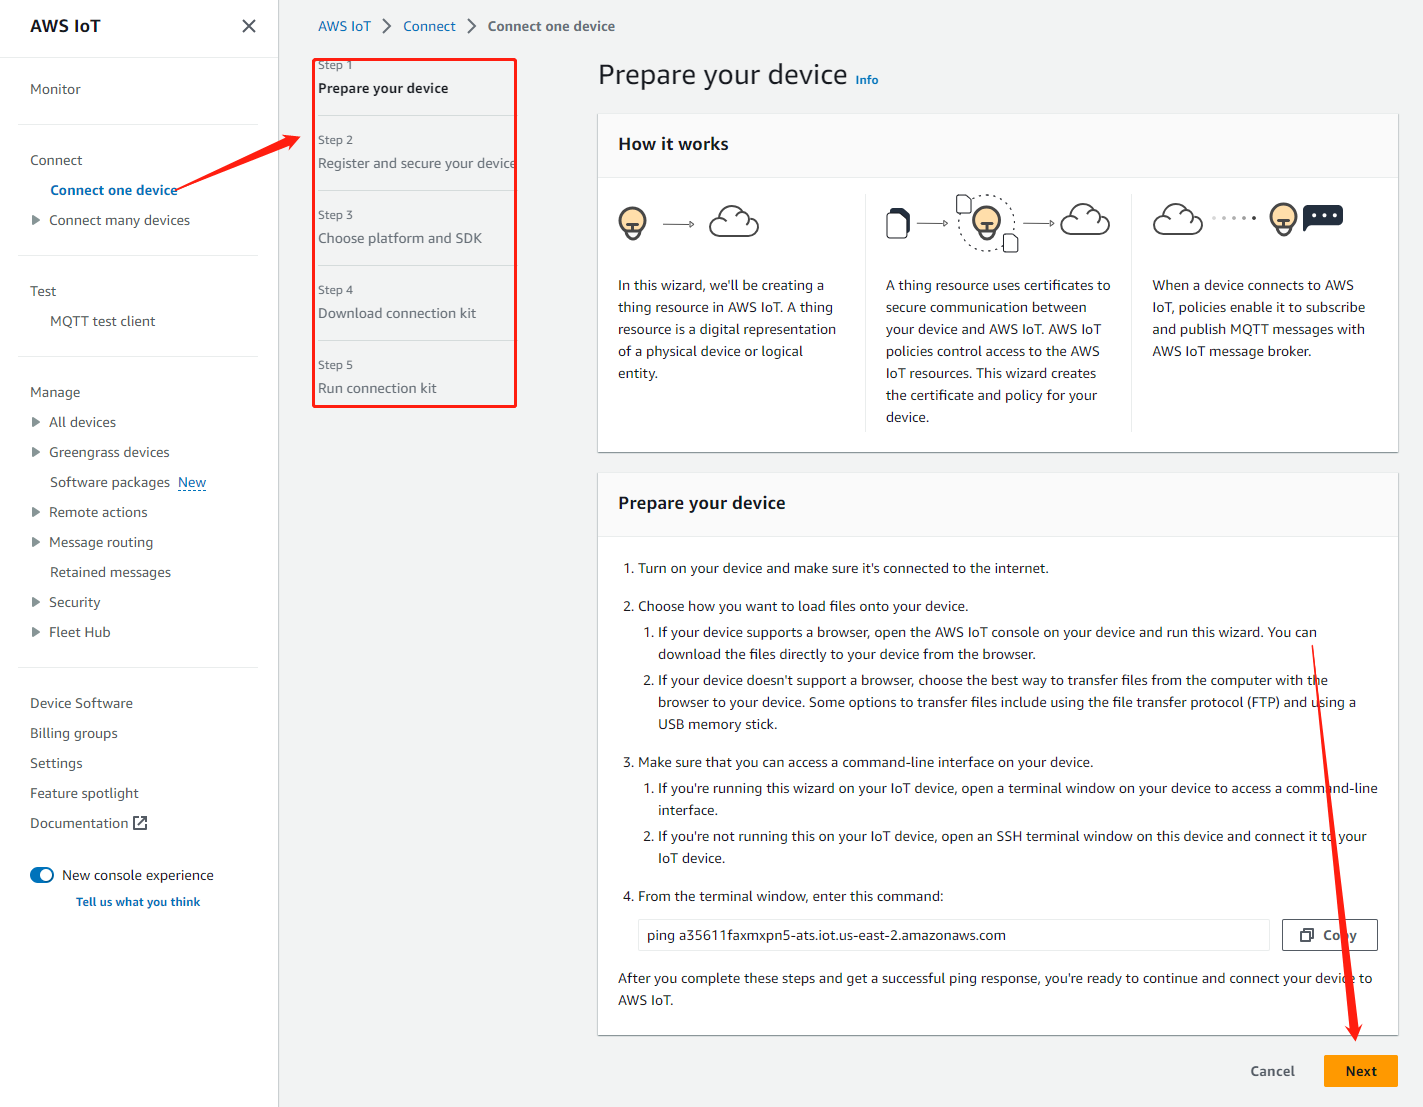 AWS IoT
Monitor
Connect
Connect one device
Connect many devices
Test
MQTT test client
Manage
All devices
Greengrass devices
Software packages New
Remote actions
Message routing
Retained messages
Security
Fleet Hub
Device Software
Billing groups
Settings
Feature spotlight
Documentation
New console experience
Tell us what you think
AWS IoT > Connect > Connect one device
Step 1
Prepare your device
Step 2
Register and secure your device
Step 3
Choose platform and SDK
Step 4
Download connection kit
Step 5
Run connection kit
Prepare your device Info
How it works
In this wizard, we'll be creating a
thing resource in AWS IoT. A thing
resource is a digital representation
of a physical device or logical
entity.
A thing resource uses certificates to
secure communication between
your device and AWS IoT. AWS IoT
policies control access to the AWS
IoT resources. This wizard creates
the certificate and policy for your
device.
When a device connects to AWS
IoT, policies enable it to subscribe
and publish MQTT messages with
AWS IoT message broker.
Prepare your device
1. Turn on your device and make sure it's connected to the internet.
2. Choose how you want to load files onto your device.
1. If your device supports a browser, open the AWS IoT console on your device and run this wizard. You can
download the files directly to your device from the browser.
2. If your device doesn't support a browser, choose the best way to transfer files from the computer with the
browser to your device. Some options to transfer files include using the file transfer protocol (FTP) and using a
USB memory stick.
3. Make sure that you can access a command-line interface on your device.
1. If you're running this wizard on your IoT device, open a terminal window on your device to access a command-line
interface.
2. If you're not running this on your IoT device, open an SSH terminal window on this device and connect it to your
IoT device.
4. From the terminal window, enter this command:
ping a35611faxmxpn5-ats.iot.us-east-2.amazonaws.com
Copy
After you complete these steps and get a successful ping response, you're ready to continue and connect your device to
AWS IoT.
Cancel
Next